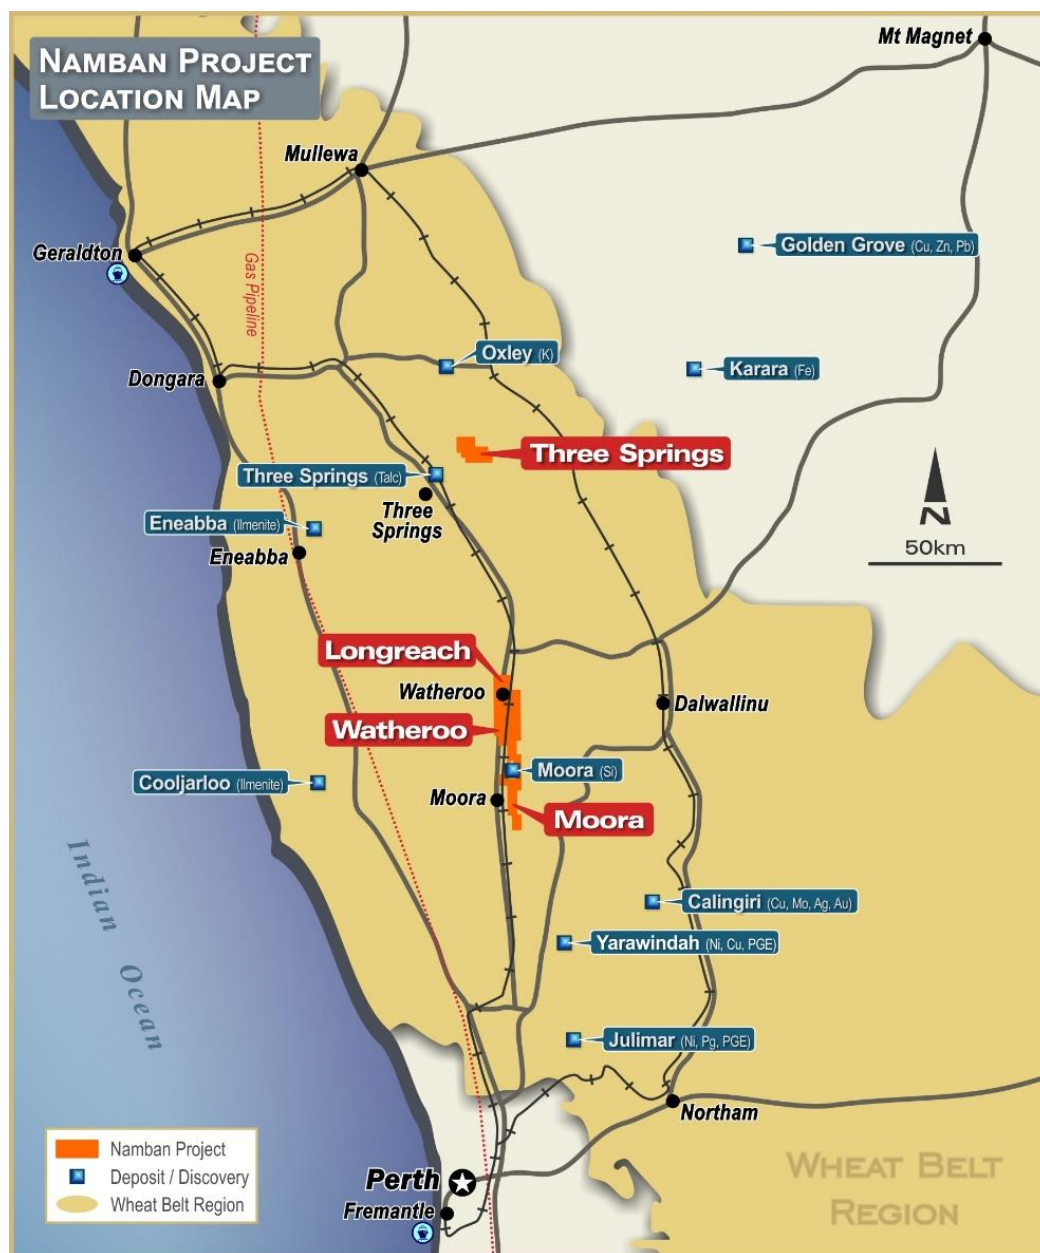 NAMBAN PROJECT
LOCATION MAP
Mt Magnet
Mullewa
Geraldton
Gas Pipeline
Golden Grove (Cu, Zn, Pb)
Oxley (K)
Karara (Fe)
Dongara
Three Springs
Three Springs (Talc)
Three
Springs
Eneabba (Ilmenite)
Eneabba
N
50km
Longreach
Watheroo
Dalwallinu
Watheroo
Moora (Si)
Cooljarloo (Ilmenite)
Moora
Moora
Indian Ocean
Calingiri (Cu, Mo, Ag, Au)
Yarawindah (Ni, Cu, PGE)
Julimar (Ni, Pg, PGE)
Northam
Namban Project
Deposit / Discovery
Wheat Belt Region
Perth
Fremantle
WHEAT BELT
REGION